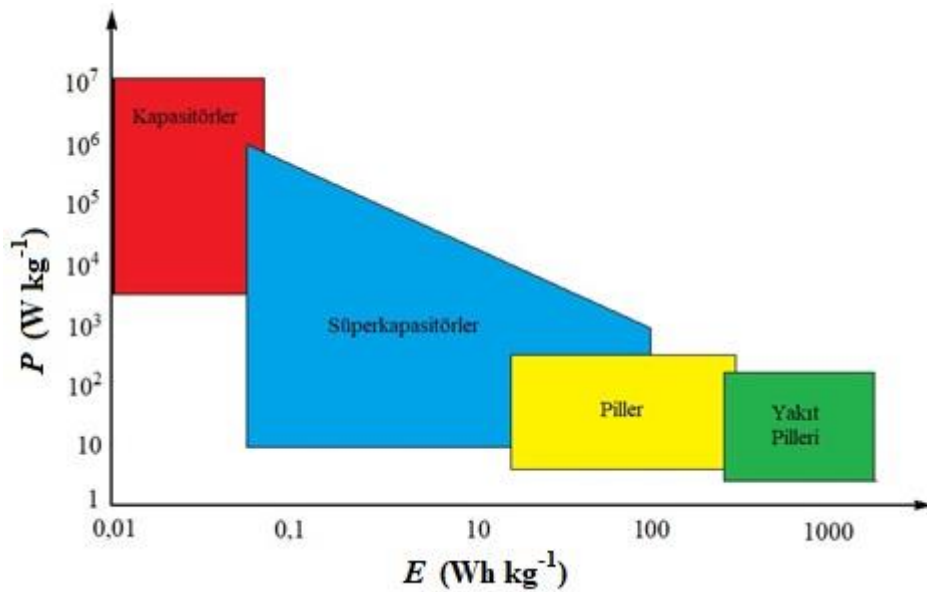 10⁷
10⁶
10⁵
10⁴
10³
10²
10
1
P (W kg⁻¹)
Kapasitörler
Süperkapasitörler
Piller
Yakıt
Pilleri
0,01 0,1 10 100 1000
E (Wh kg⁻¹)